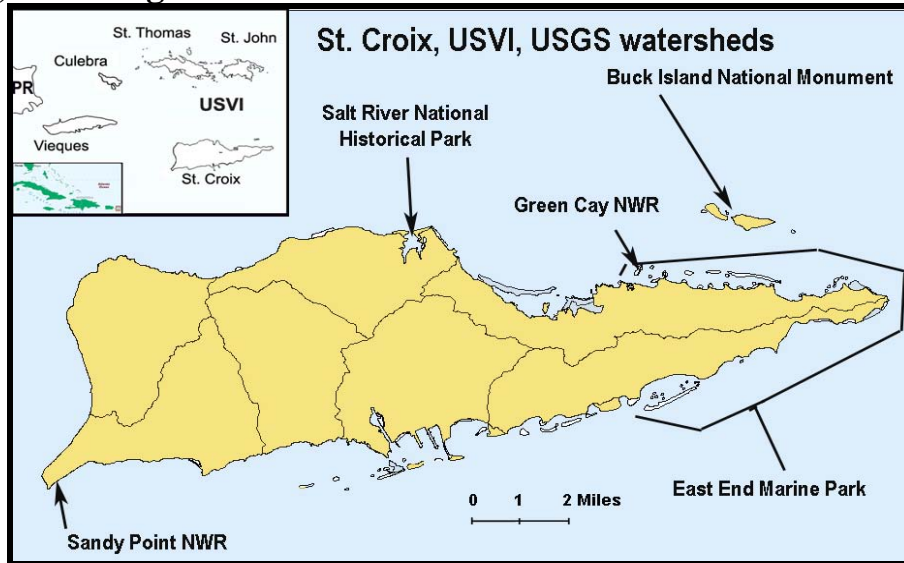 St. Croix, USVI, USGS watersheds
St. Thomas
St. John
Culebra
PR
USVI
Vieques
St. Croix
Buck Island National Monument
Salt River National
Historical Park
Green Cay NWR
0 1 2 Miles
East End Marine Park
Sandy Point NWR